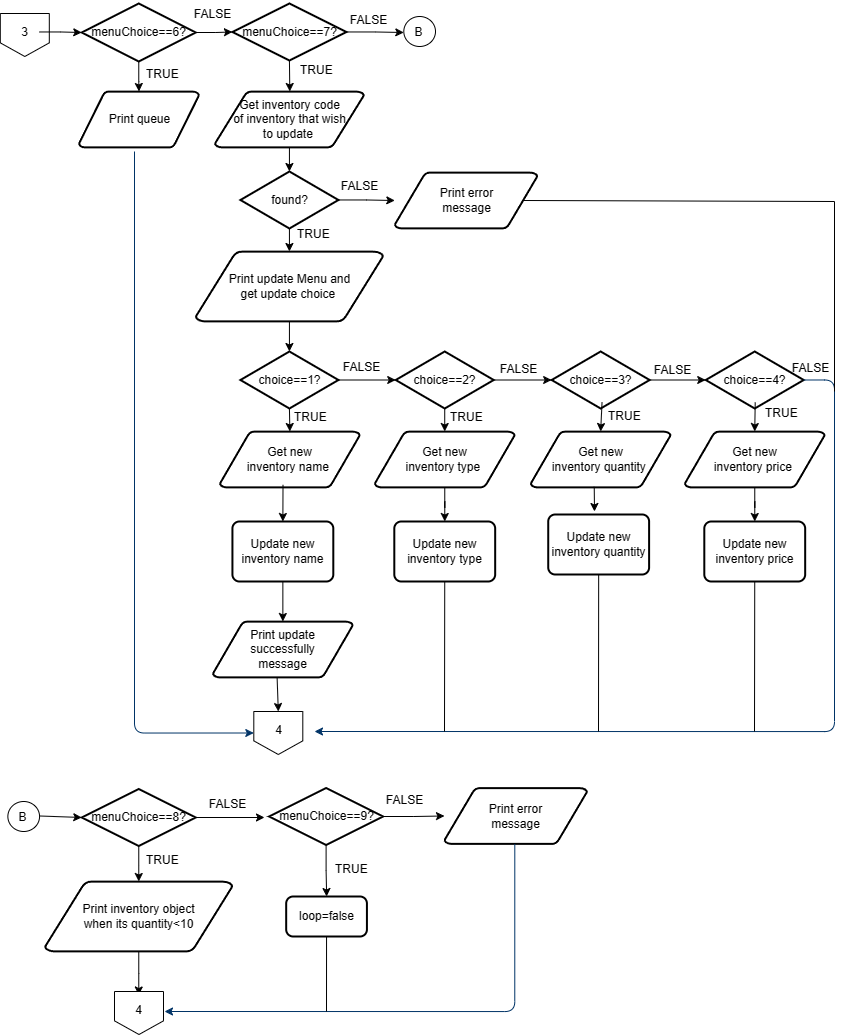 3
menuChoice==6?
FALSE
menuChoice==7?
FALSE
B
TRUE
TRUE
Print queue
Get inventory code
of inventory that wish
to update
found?
FALSE
Print error
message
TRUE
Print update Menu and
get update choice
choice==1?
FALSE
choice==2?
FALSE
choice==3?
FALSE
choice==4?
FALSE
TRUE
TRUE
TRUE
TRUE
Get new
inventory name
Get new
inventory type
Get new
inventory quantity
Get new
inventory price
Update new
inventory name
Update new
inventory type
Update new
inventory quantity
Update new
inventory price
Print update
successfully
message
4
B
menuChoice==8?
FALSE
menuChoice==9?
FALSE
Print error
message
TRUE
TRUE
Print inventory object
when its quantity<10
loop=false
4